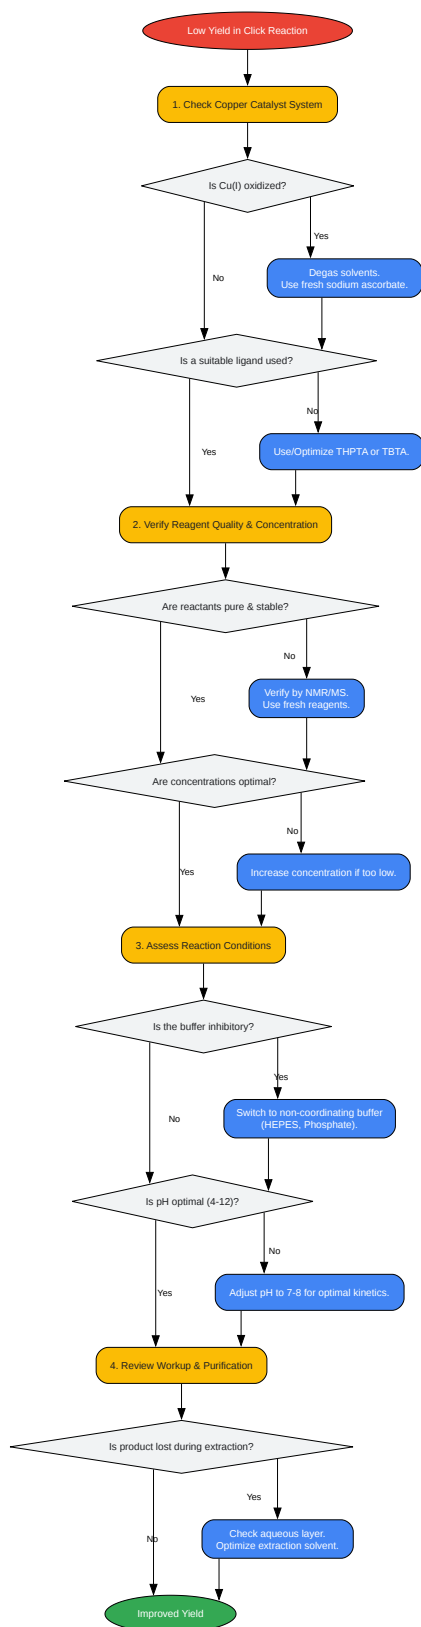 Low Yield in Click Reaction
1. Check Copper Catalyst System
Is Cu(I) oxidized?
Yes
Degas solvents.
Use fresh sodium ascorbate.
No
Is a suitable ligand used?
No
Use/Optimize THPTA or TBTA.
Yes
2. Verify Reagent Quality & Concentration
Are reactants pure & stable?
No
Verify by NMR/MS.
Use fresh reagents.
Yes
Are concentrations optimal?
No
Increase concentration if too low.
Yes
3. Assess Reaction Conditions
Is the buffer inhibitory?
Yes
Switch to non-coordinating buffer
(HEPES, Phosphate).
No
Is pH optimal (4-12)?
No
Adjust pH to 7-8 for optimal kinetics.
Yes
4. Review Workup & Purification
Is product lost during extraction?
Yes
Check aqueous layer.
Optimize extraction solvent.
No
Improved Yield